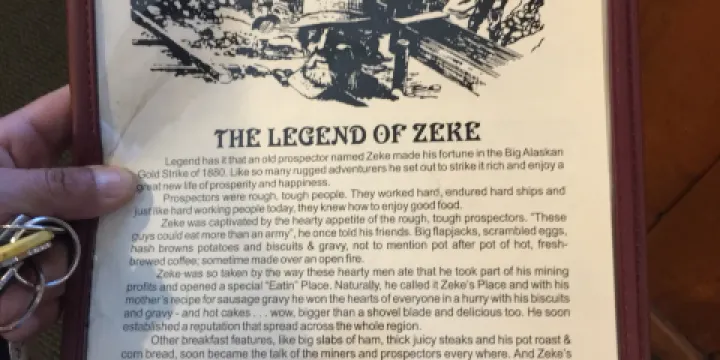 THE LEGEND OF ZEKE
Legend has it that an old prospector named Zeke made his fortune in the Big Alaskan
Gold Strike of 1880. Like so many rugged adventurers he set out to strike it rich and enjoy a
great new life of prosperity and happiness.
Prospectors were rough, tough people. They worked hard, endured hard ships and
just like hard working people today, they knew how to enjoy good food.
Zeke was captivated by the hearty appetite of the rough, tough prospectors. "These
guys could eat more than an army", he once told his friends. Big flapjacks, scrambled eggs,
hash browns potatoes and biscuits & gravy, not to mention pot after pot of hot, fresh-
brewed coffee; sometime made over an open fire.
Zeke was so taken by the way these hearty men ate that he took part of his mining
profits and opened a special "Eatin" Place. Naturally, he called it Zeke's Place and with his
mother's recipe for sausage gravy he won the hearts of everyone in a hurry with his biscuits
and gravy - and hot cakes . . . wow, bigger than a shovel blade and delicious too. He soon
established a reputation that spread across the whole region.
Other breakfast features, like big slabs of ham, thick juicy steaks and his pot roast &
corn bread, soon became the talk of the miners and prospectors every where. And Zeke's